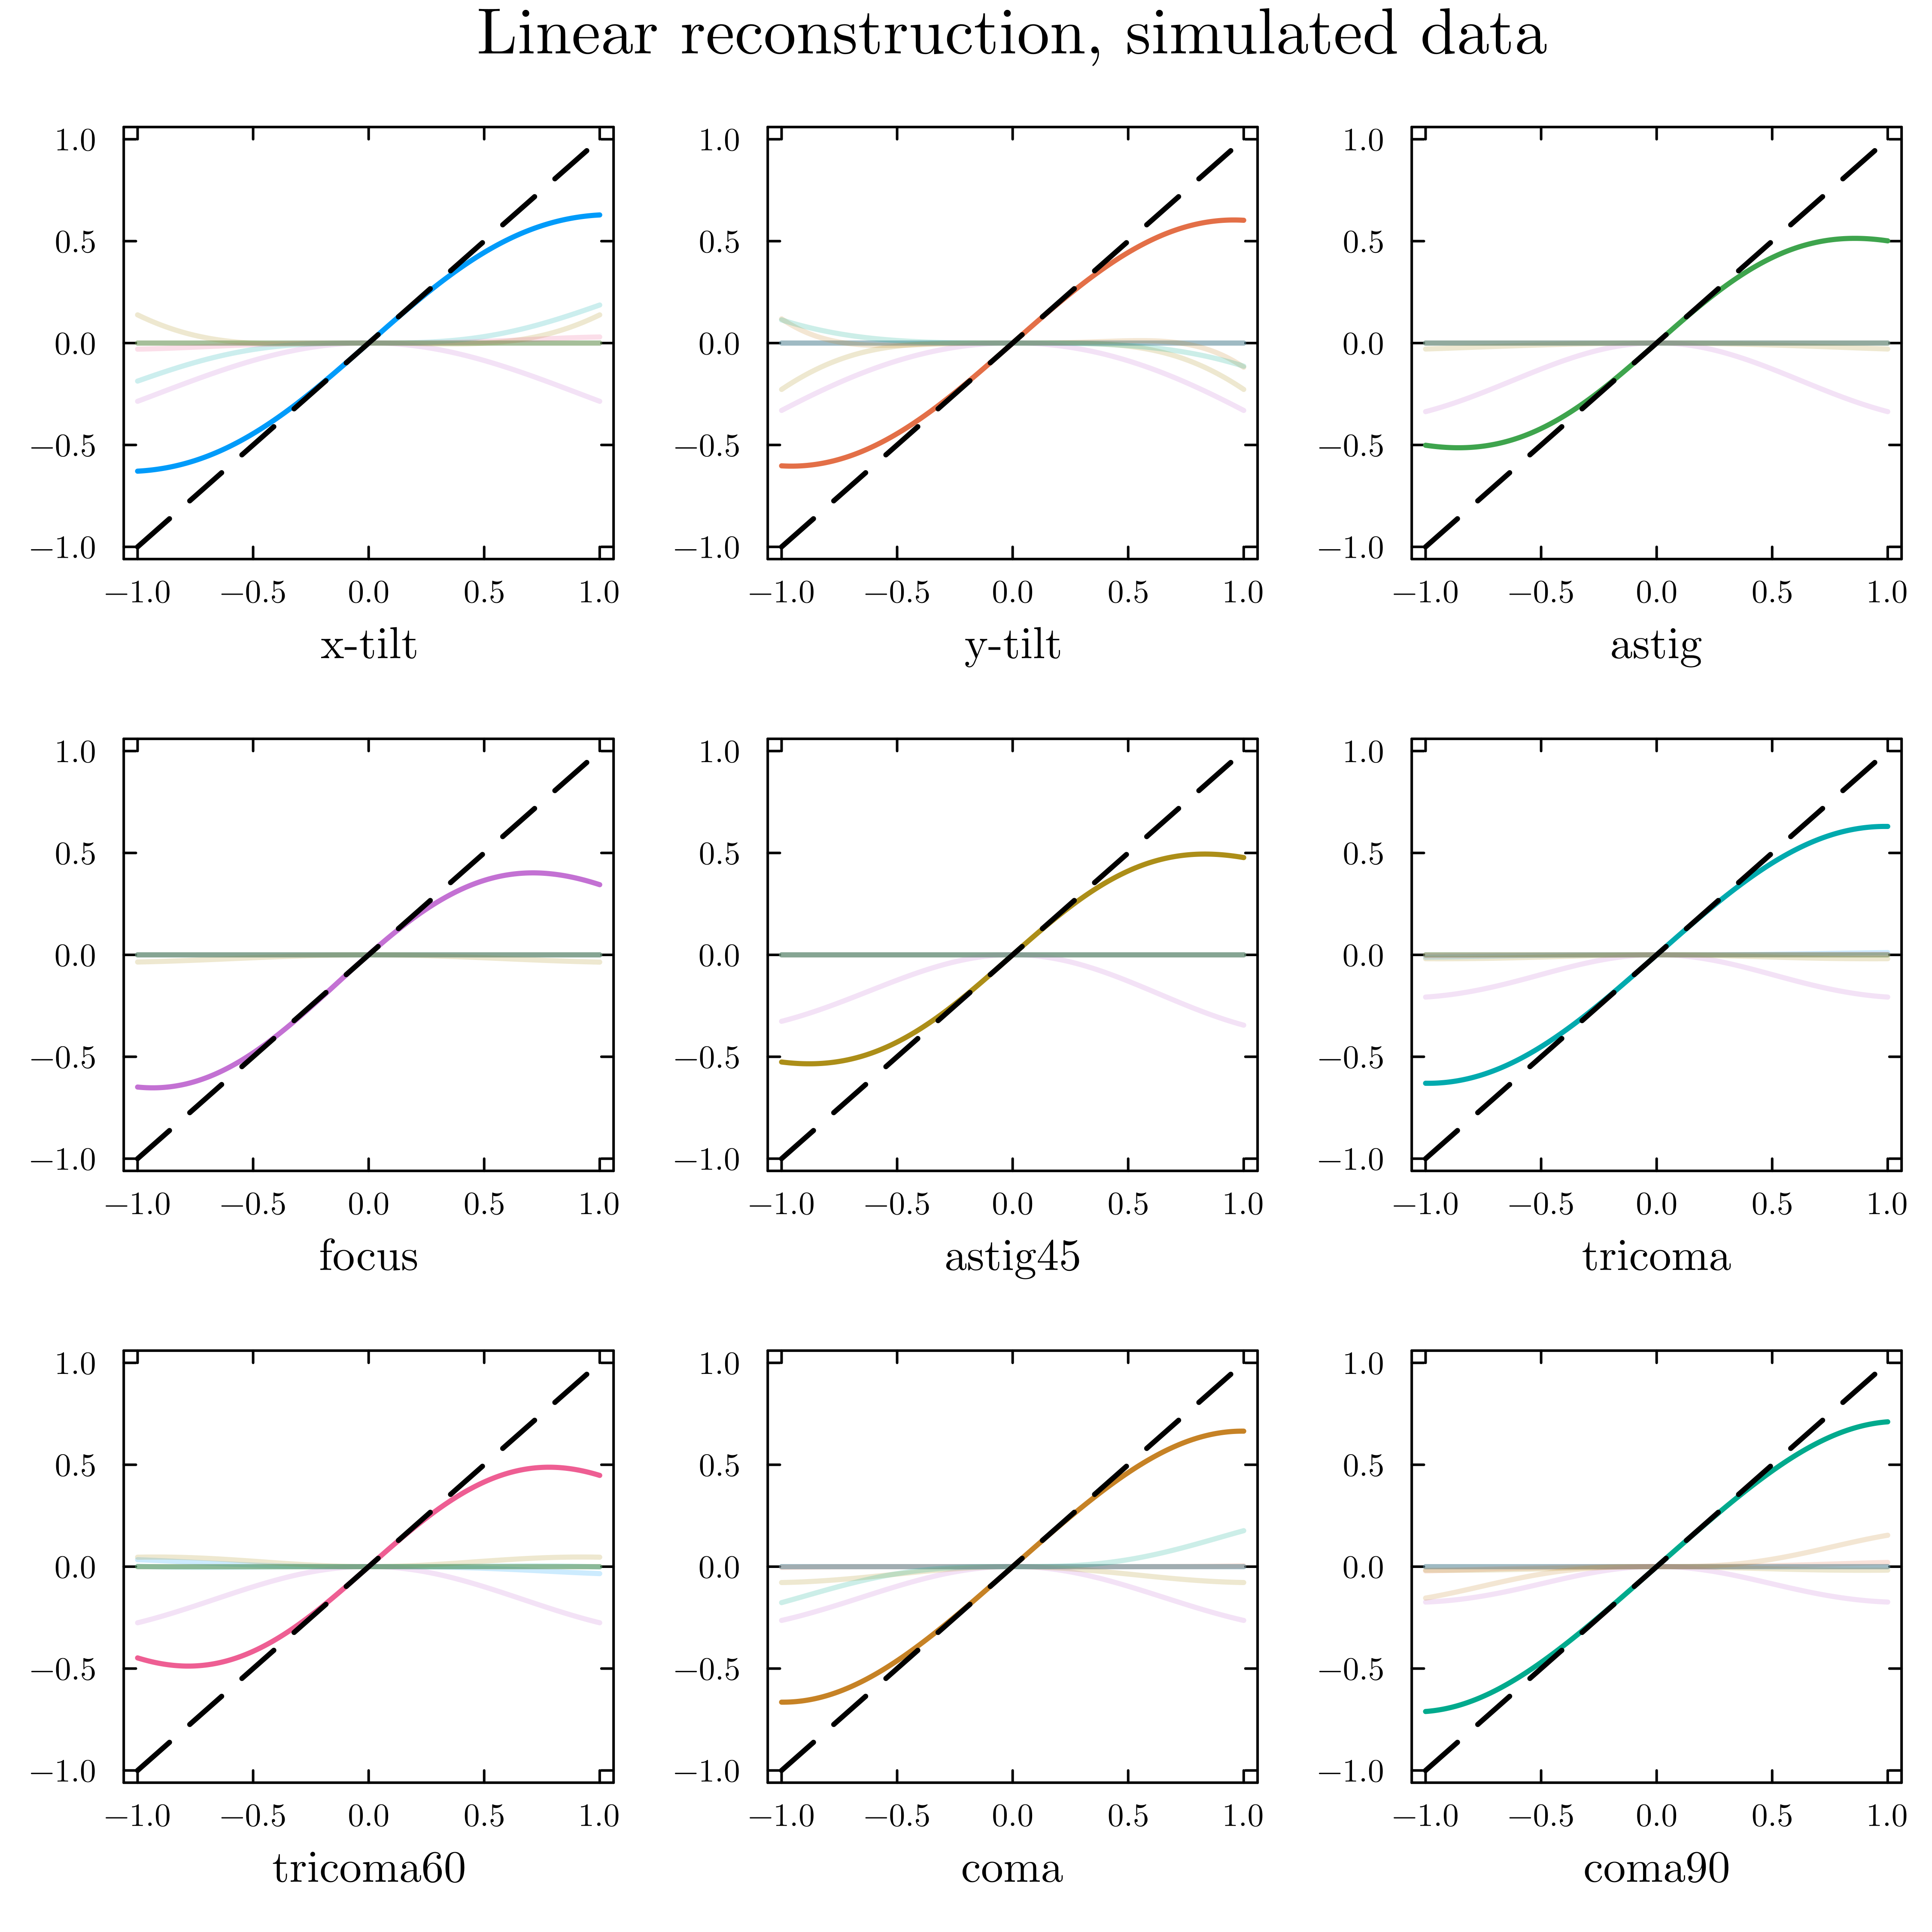 Linear reconstruction, simulated data
1.0 1.0 1.0
0.5 0.5 0.5
0.0 0.0 0.0
−0.5 −0.5 −0.5
−1.0 −1.0 −1.0
−1.0 −0.5 0.0 0.5 1.0 −1.0 −0.5 0.0 0.5 1.0 −1.0 −0.5 0.0 0.5 1.0
x-tilt y-tilt astig
1.0 1.0 1.0
0.5 0.5 0.5
0.0 0.0 0.0
−0.5 −0.5 −0.5
−1.0 −1.0 −1.0
−1.0 −0.5 0.0 0.5 1.0 −1.0 −0.5 0.0 0.5 1.0 −1.0 −0.5 0.0 0.5 1.0
focus astig45 tricoma
1.0 1.0 1.0
0.5 0.5 0.5
0.0 0.0 0.0
−0.5 −0.5 −0.5
−1.0 −1.0 −1.0
−1.0 −0.5 0.0 0.5 1.0 −1.0 −0.5 0.0 0.5 1.0 −1.0 −0.5 0.0 0.5 1.0
tricoma60 coma coma90